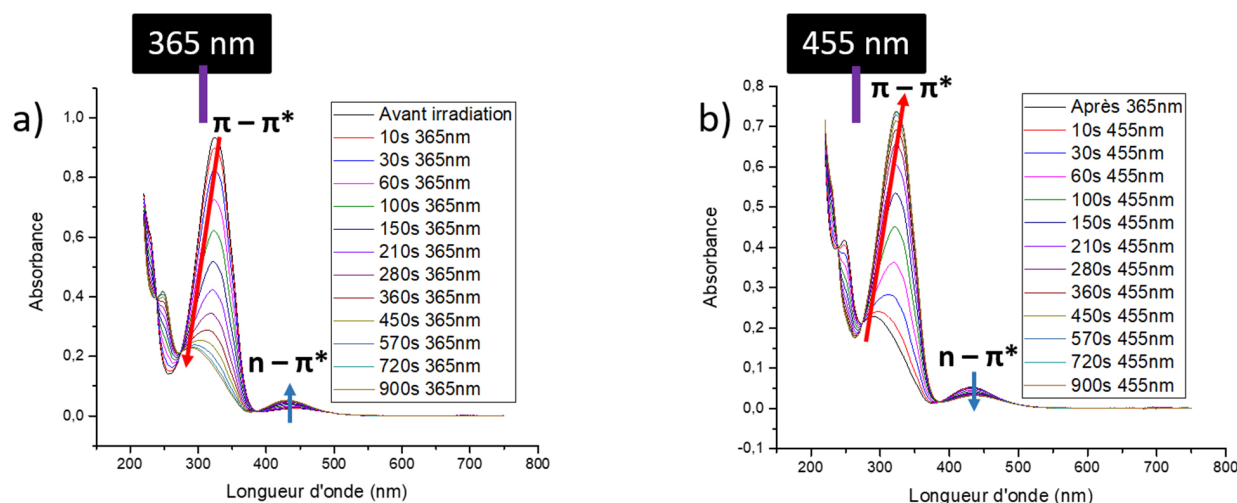 365 nm
a)
π – π*
n – π*
Absorbance
1,0
0,8
0,6
0,4
0,2
0,0
200
300
400
500
600
700
800
Longueur d'onde (nm)
Avant irradiation
10s 365nm
30s 365nm
60s 365nm
100s 365nm
150s 365nm
210s 365nm
280s 365nm
360s 365nm
450s 365nm
570s 365nm
720s 365nm
900s 365nm
455 nm
b)
π – π*
n – π*
Absorbance
0,8
0,7
0,6
0,5
0,4
0,3
0,2
0,1
0,0
-0,1
200
300
400
500
600
700
800
Longueur d'onde (nm)
Après 365nm
10s 455nm
30s 455nm
60s 455nm
100s 455nm
150s 455nm
210s 455nm
280s 455nm
360s 455nm
450s 455nm
570s 455nm
720s 455nm
900s 455nm